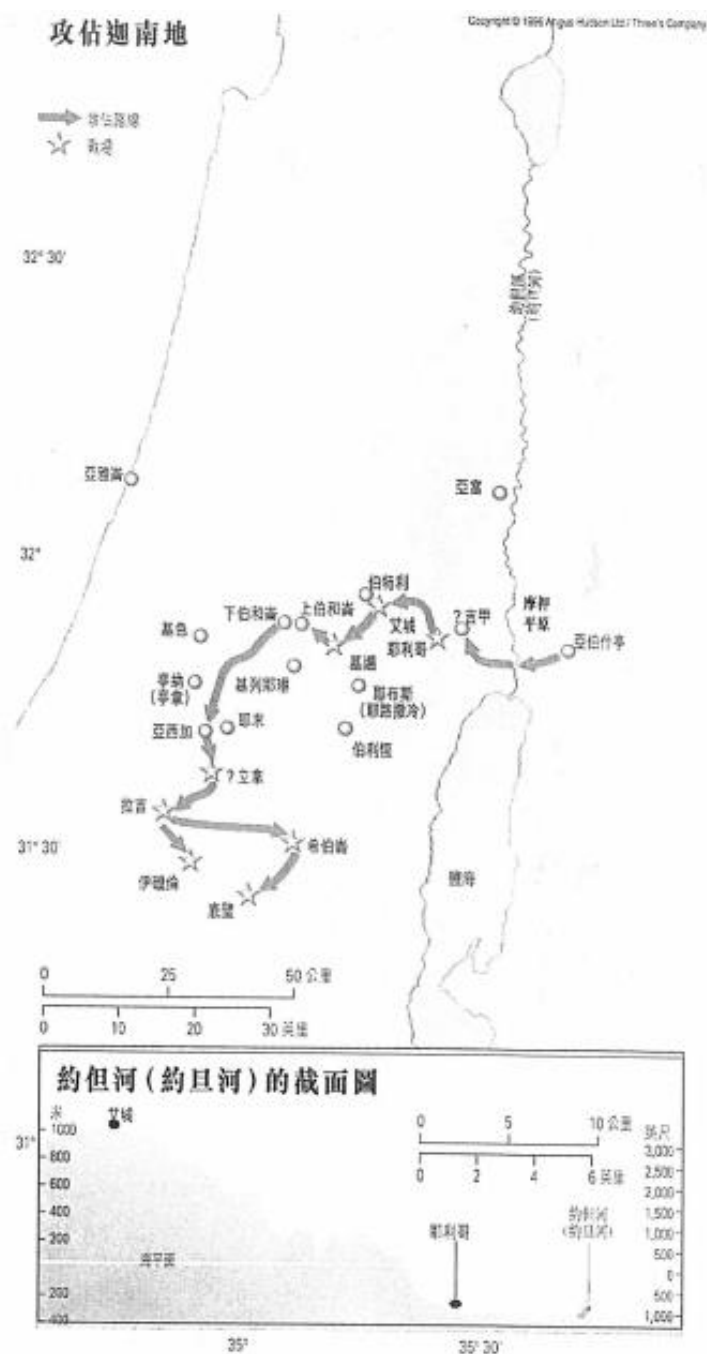 Copyright © 1996 Angus Hudson Ltd / Three's Company
攻佔迦南地
攻佔路線
戰場
32° 30'
約但河
(約旦河)
亞雅崙
亞當
32°
伯特利
摩押
平原
下伯和崙
上伯和崙
艾城
?吉甲
基色
耶利哥
亞伯什亭
基遍
亭納
(亭拿)
基列耶琳
耶布斯
(耶路撒冷)
亞西加
耶末
伯利恆
?立拿
拉吉
31° 30'
希伯崙
鹽海
伊磯倫
底璧
0 25 50 公里
0 10 20 30 英里
約但河(約旦河)的截面圖
米
艾城
0 5 10 公里
英尺
31°
1000
3,000
800
2,500
0 2 4 6 英里
600
2,000
400
耶利哥
約但河
(約旦河)
1,500
200
1,000
海平面
500
0
200
500
400
1,000
35°
35° 30'